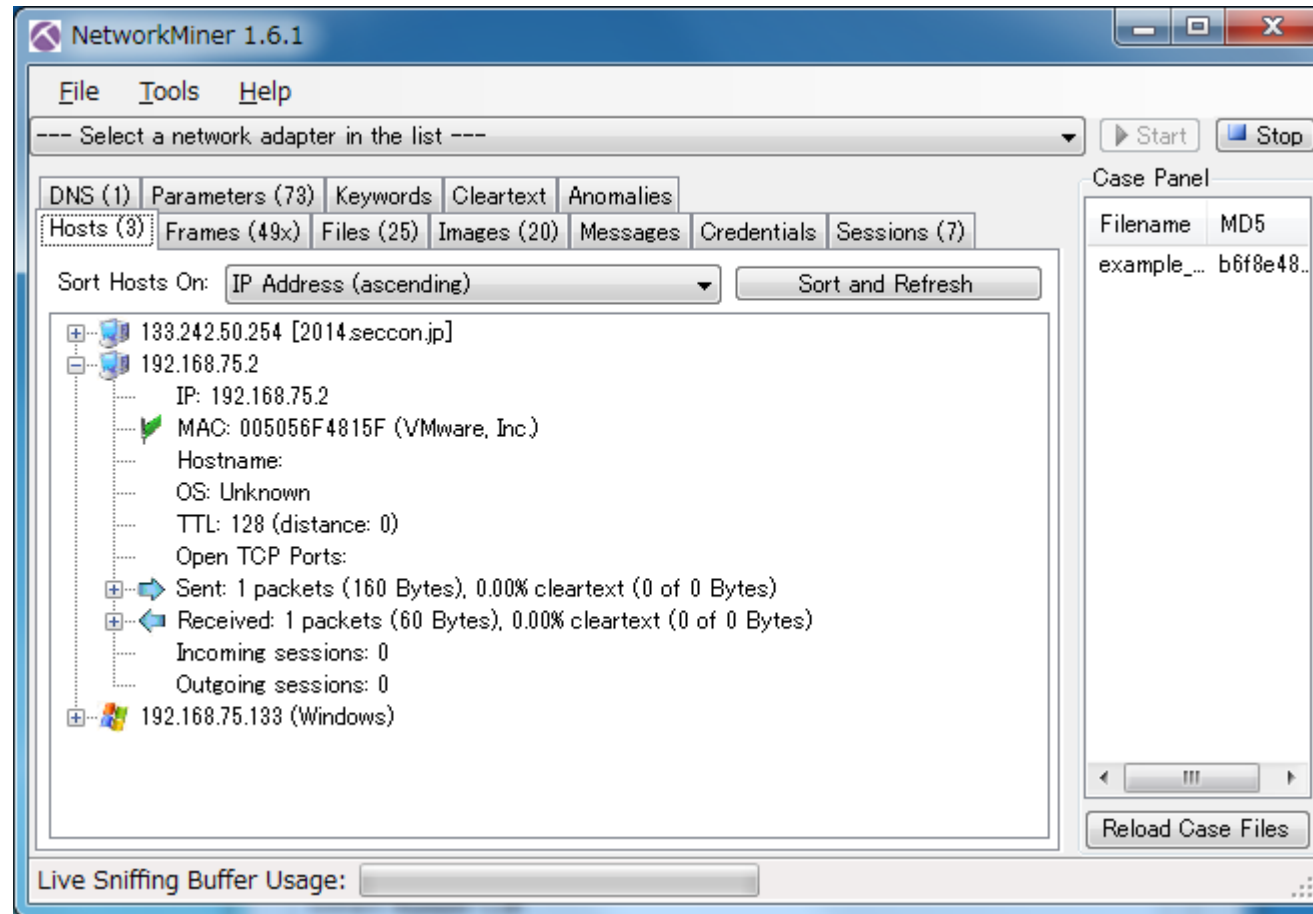 NetworkMiner 1.6.1
File Tools Help
--- Select a network adapter in the list ---
Start Stop
DNS (1) Parameters (73) Keywords Cleartext Anomalies
Hosts (3) Frames (49x) Files (25) Images (20) Messages Credentials Sessions (7)
Sort Hosts On: IP Address (ascending) Sort and Refresh
133.242.50.254 [2014.seccon.jp]
192.168.75.2
IP: 192.168.75.2
MAC: 005056F4815F (VMware, Inc.)
Hostname:
OS: Unknown
TTL: 128 (distance: 0)
Open TCP Ports:
Sent: 1 packets (160 Bytes), 0.00% cleartext (0 of 0 Bytes)
Received: 1 packets (60 Bytes), 0.00% cleartext (0 of 0 Bytes)
Incoming sessions: 0
Outgoing sessions: 0
192.168.75.133 (Windows)
Case Panel
Filename MD5
example_... b6f8e48...
Reload Case Files
Live Sniffing Buffer Usage: